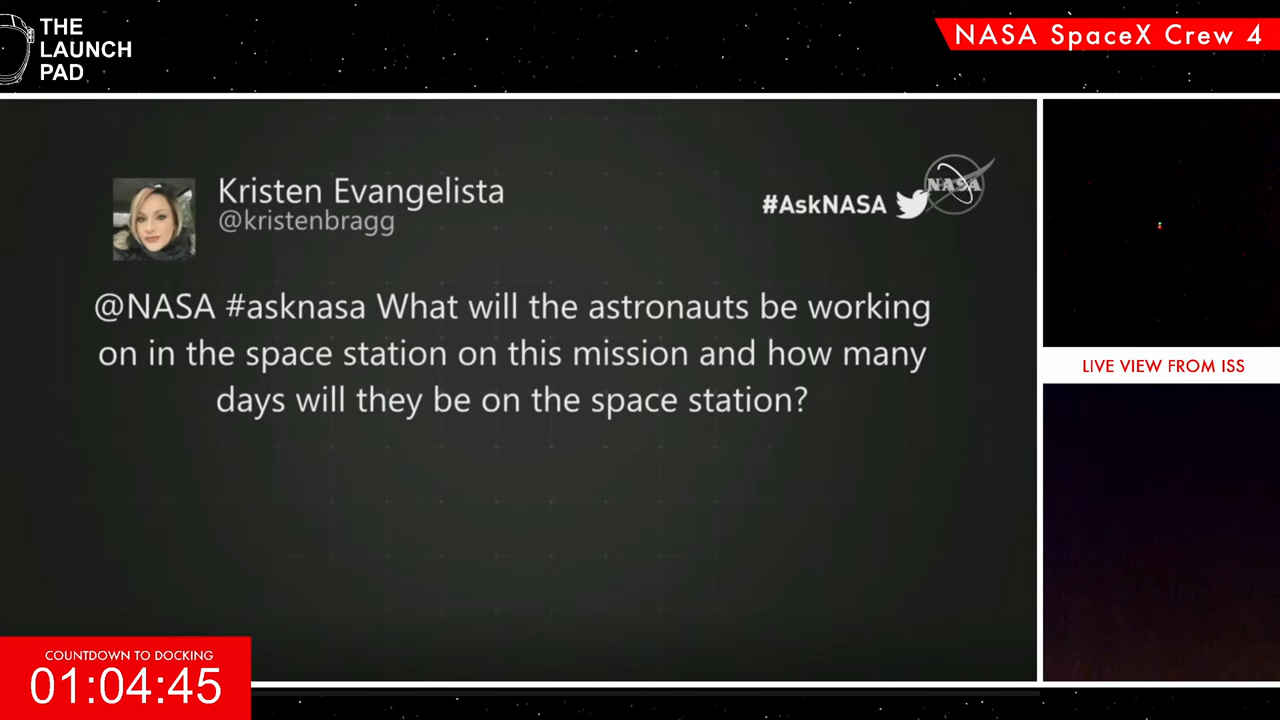 THE
LAUNCH
PAD
NASA SpaceX Crew 4
Kristen Evangelista
@kristenbragg
#AskNASA
NASA
@NASA #asknasa What will the astronauts be working
on in the space station on this mission and how many
days will they be on the space station?
LIVE VIEW FROM ISS
COUNTDOWN TO DOCKING
01:04:45